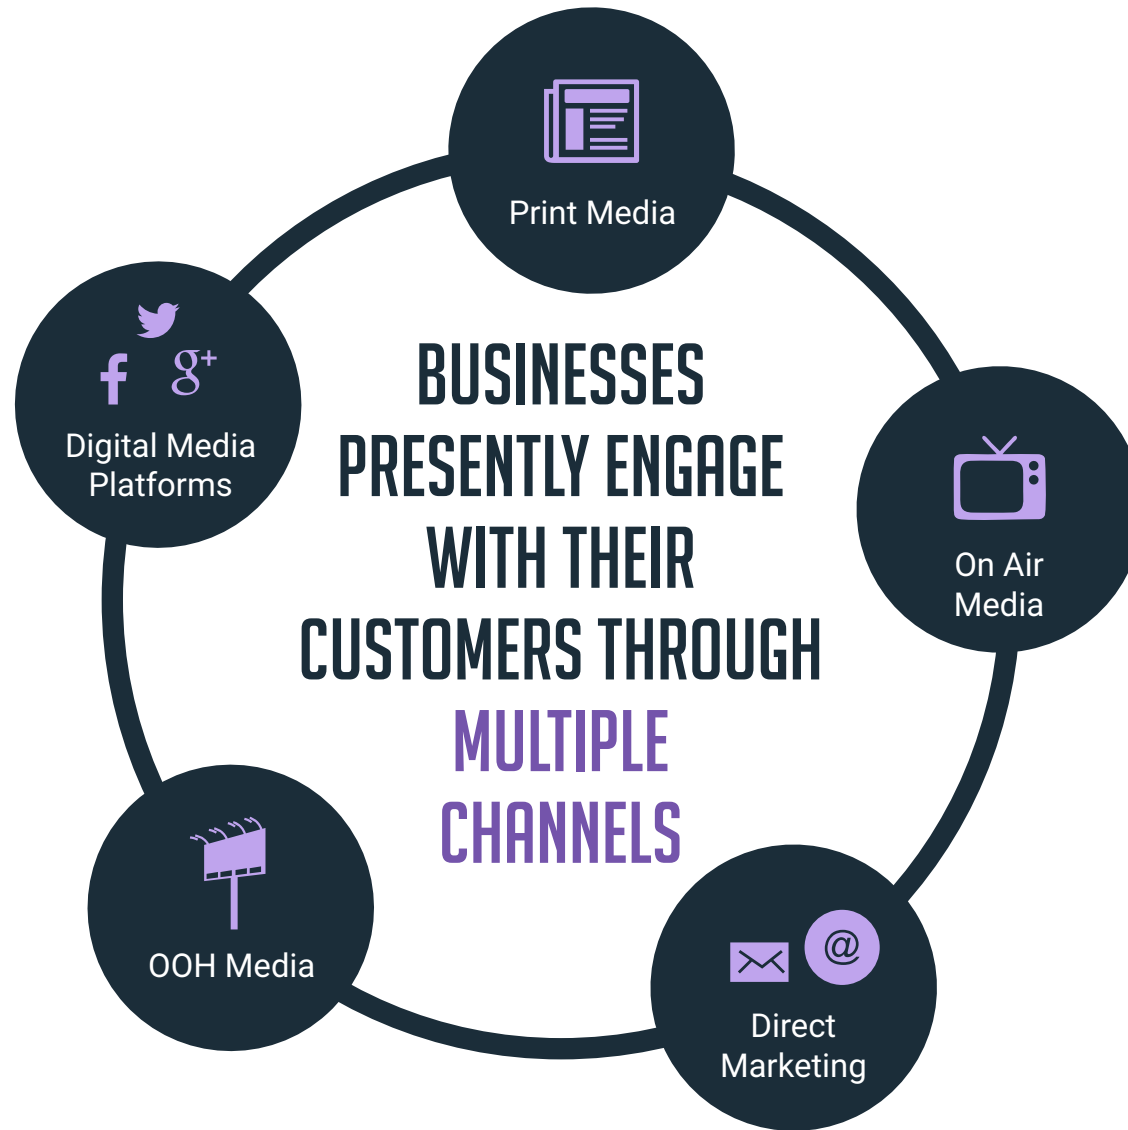 Print Media
Digital Media
Platforms
f
g+
BUSINESSES
PRESENTLY ENGAGE
WITH THEIR
CUSTOMERS THROUGH
MULTIPLE
CHANNELS
On Air
Media
OOH Media
@
Direct
Marketing